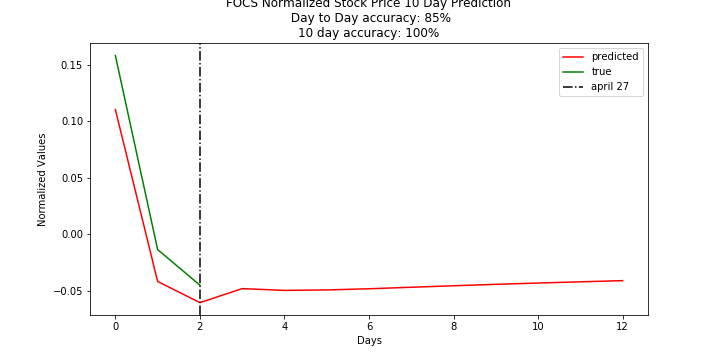 FOCS Normalized Stock Price 10 Day Prediction
Day to Day accuracy: 85%
10 day accuracy: 100%
predicted
true
april 27
0.15
0.10
0.05
0.00
−0.05
Normalized Values
0 2 4 6 8 10 12
Days